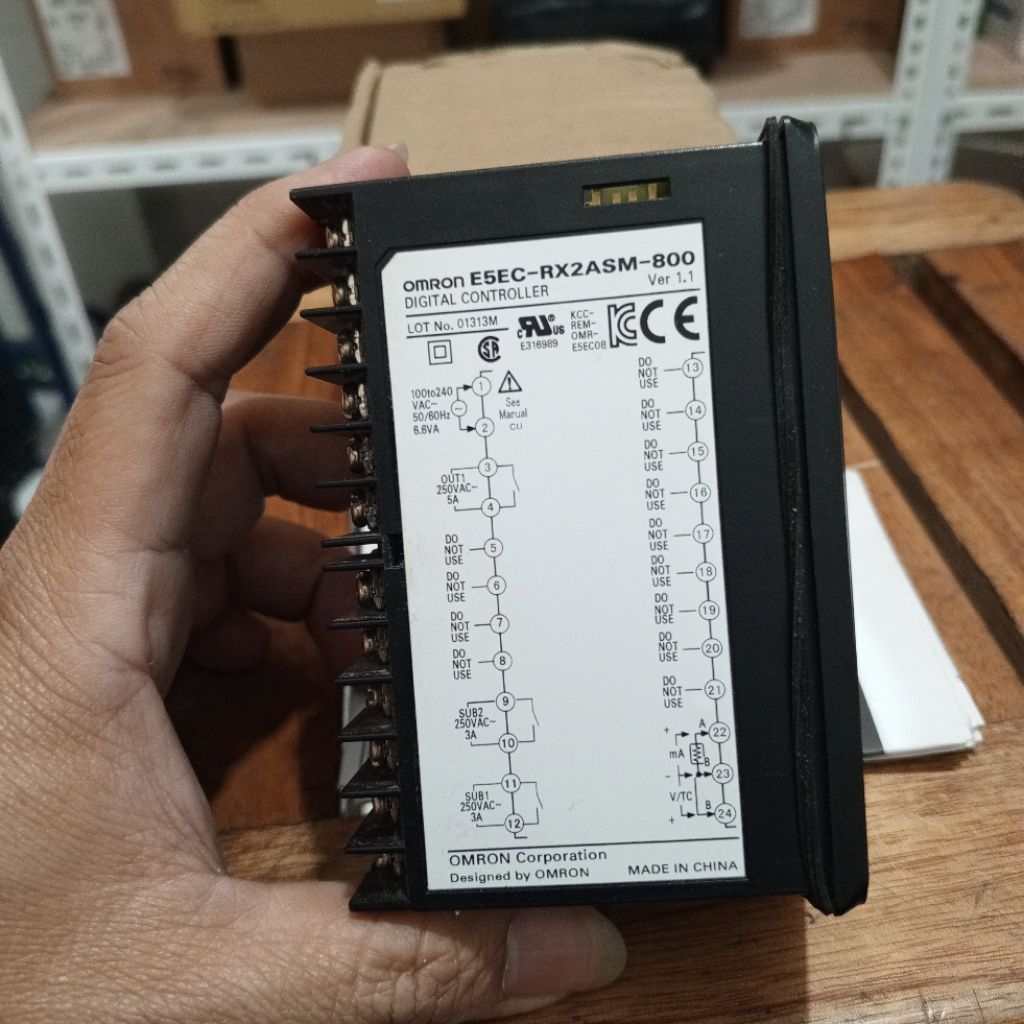 OMRON E5EC-RX2ASM-800
DIGITAL CONTROLLER Ver 1.1
LOT No. 01313M
c RU ® US
E316989
KCC-
REM-
OMR-
E5EC08
CE
SA
100to240
VAC~
50/60Hz
6.6VA
1
2
See
Manual
CU
OUT1
250VAC~
5A
3
4
DO
NOT
USE
5
DO
NOT
USE
6
DO
NOT
USE
7
DO
NOT
USE
8
SUB2
250VAC~
3A
9
10
SUB1
250VAC~
3A
11
12
DO
NOT
USE
13
DO
NOT
USE
14
DO
NOT
USE
15
DO
NOT
USE
16
DO
NOT
USE
17
DO
NOT
USE
18
DO
NOT
USE
19
DO
NOT
USE
20
DO
NOT
USE
21
+ A 22
mA
- B 23
V/TC
+ B 24
OMRON Corporation
Designed by OMRON MADE IN CHINA